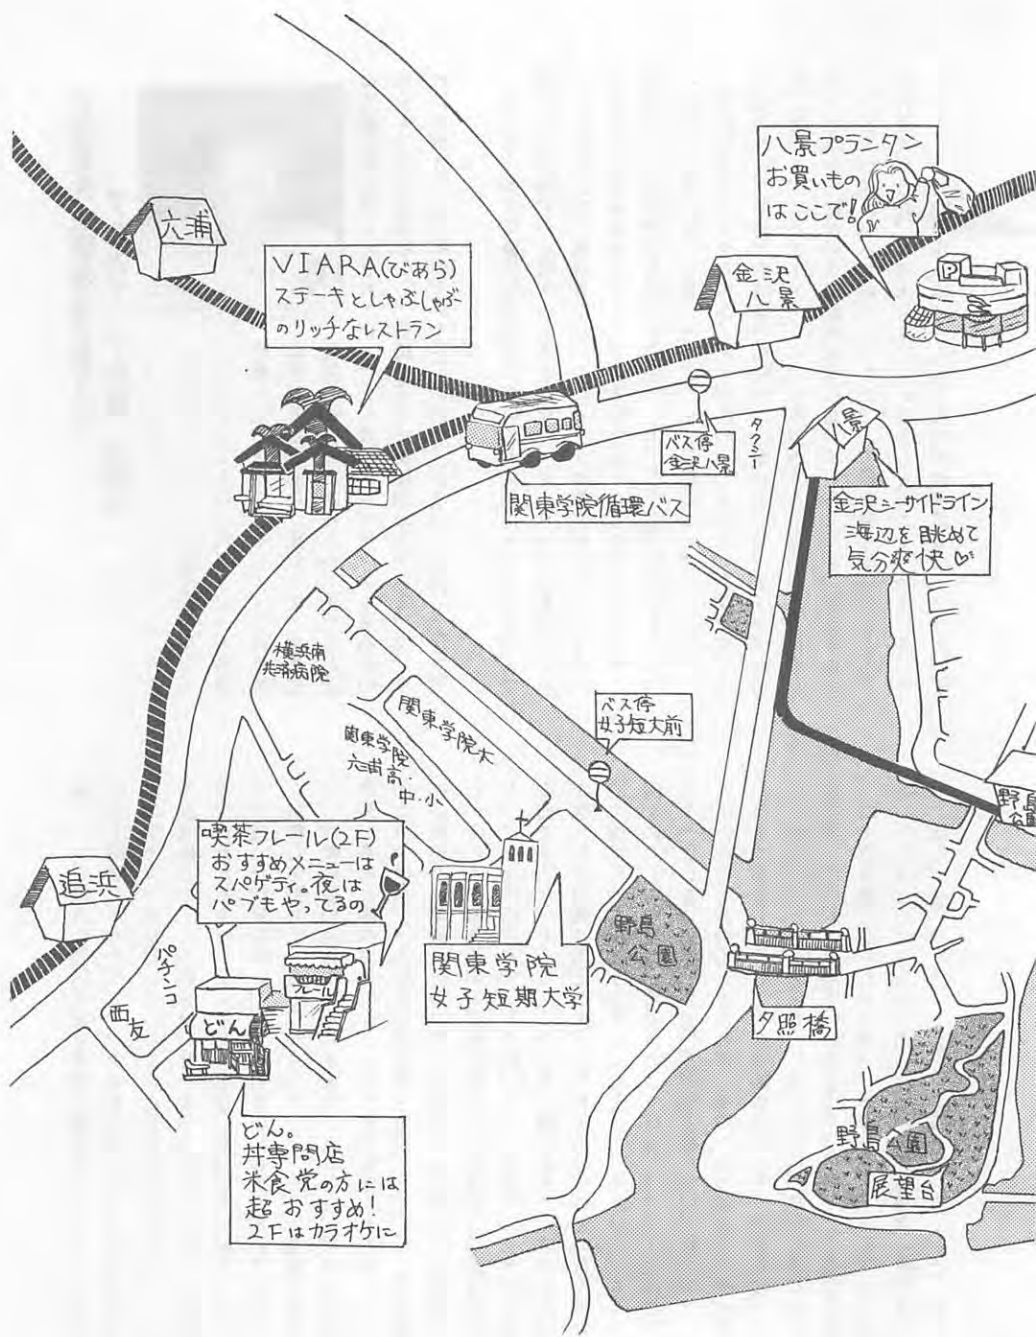 八景プランタン
お買いもの
はここで!
六浦
VIARA(びあら)
ステーキとしゃぶしゃぶ
のリッチなレストラン
金沢
八景
P
バス停
金沢八景
タクシー
八景
関東学院循環バス
金沢シーサイドライン
海辺を眺めて
気分爽快♡
横浜南
共済病院
関東学院大
関東学院
六浦高・
中・小
バス停
女子短大前
野島
公園
喫茶フレール(2F)
おすすめメニューは
スパゲティ。夜は
パブもやってるの
追浜
パチンコ
西友
フレール
どん
関東学院
女子短期大学
野島
公園
夕照橋
どん。
丼専門店
米食党の方には
超おすすめ!
2Fはカラオケに
野島公園
展望台